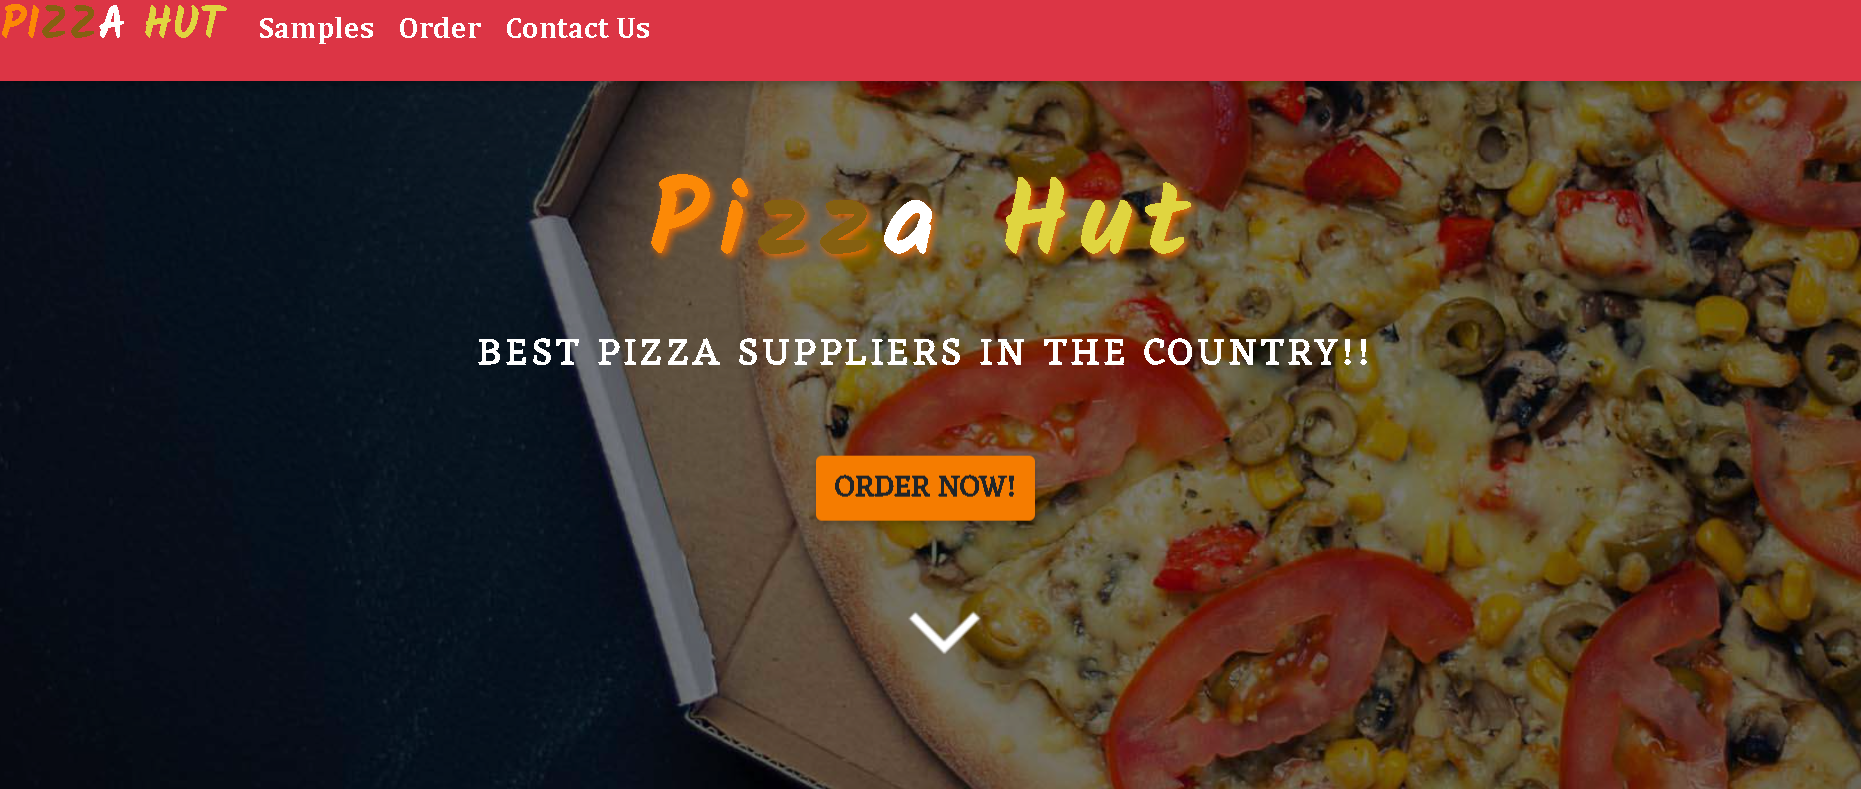 PIZZA HUT Samples Order Contact Us
Pizza Hut
BEST PIZZA SUPPLIERS IN THE COUNTRY!!
ORDER NOW!